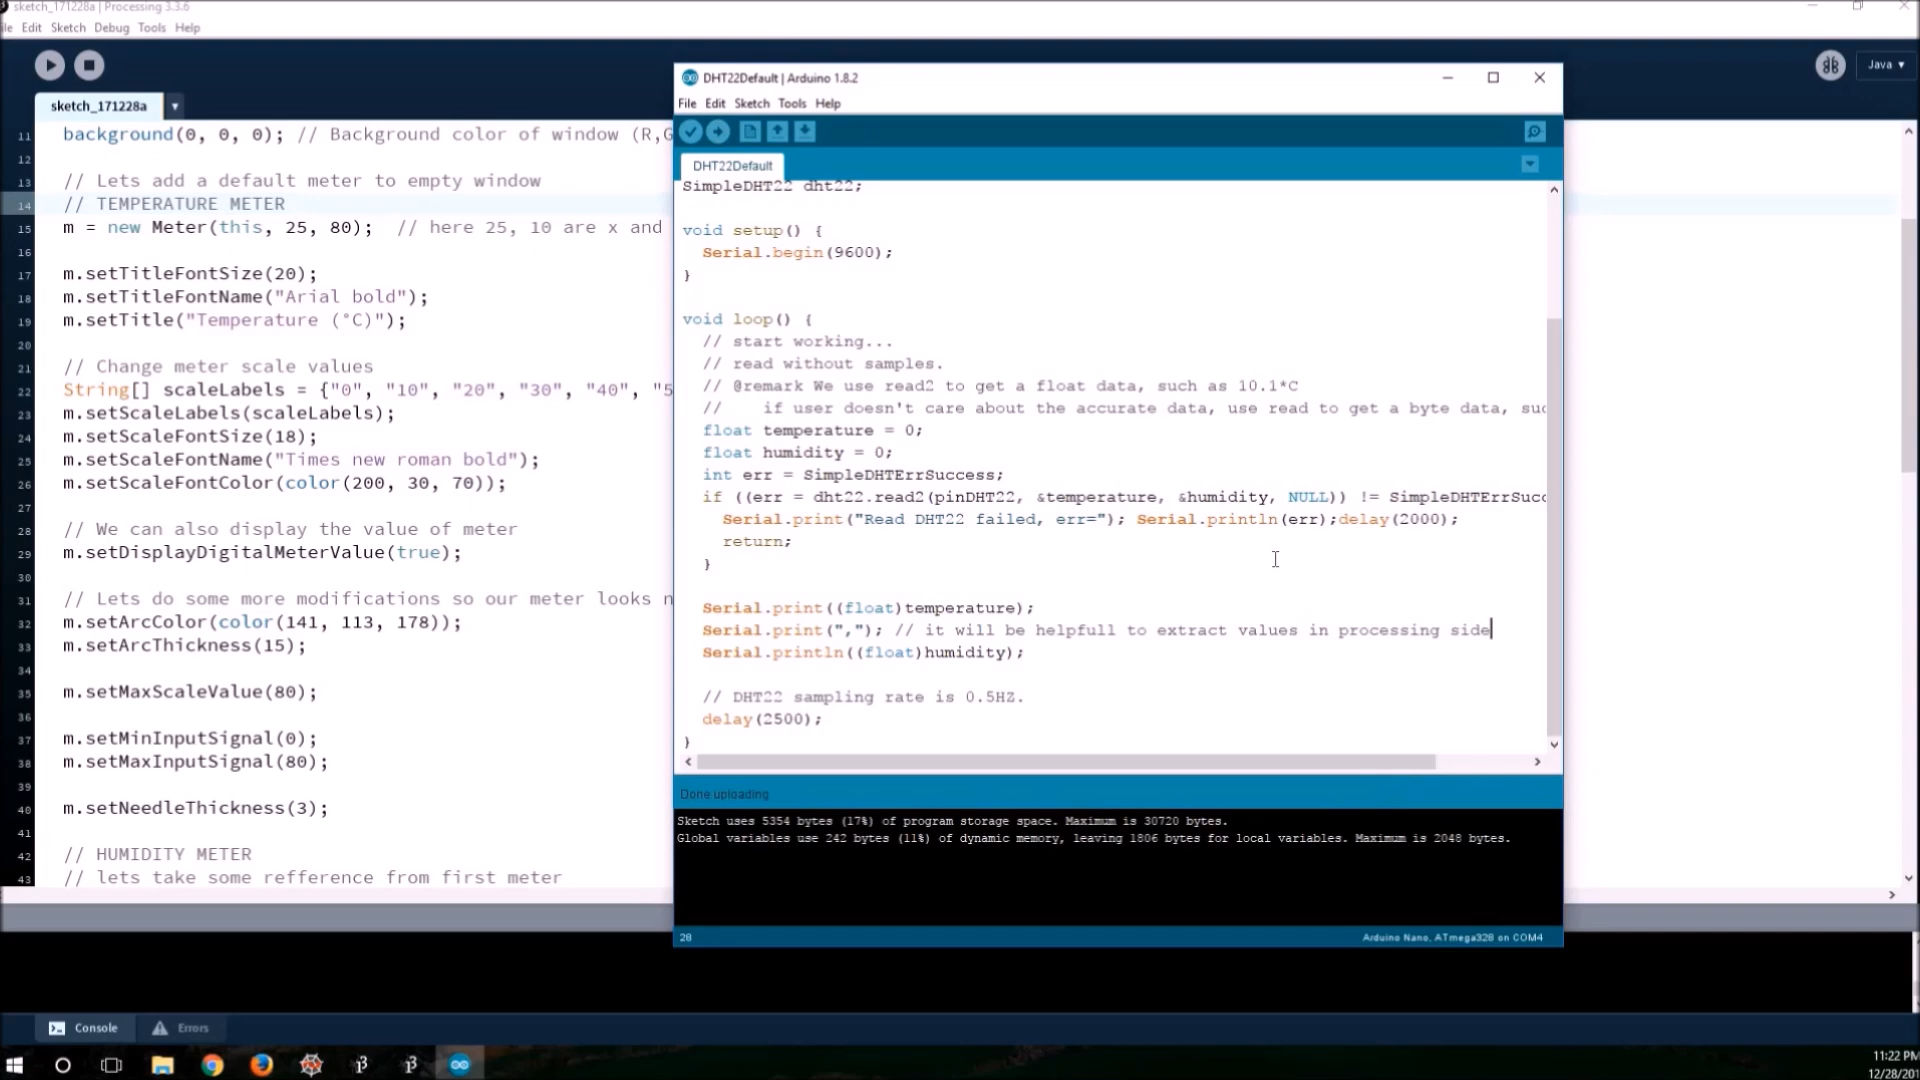 sketch_171228a | Processing 3.3.6
File Edit Sketch Debug Tools Help
Java ▾
sketch_171228a
11 background(0, 0, 0); // Background color of window (R,G
12
13 // Lets add a default meter to empty window
14 // TEMPERATURE METER
15 m = new Meter(this, 25, 80); // here 25, 10 are x and
16
17 m.setTitleFontSize(20);
18 m.setTitleFontName("Arial bold");
19 m.setTitle("Temperature (°C)");
20
21 // Change meter scale values
22 String[] scaleLabels = {"0", "10", "20", "30", "40", "5
23 m.setScaleLabels(scaleLabels);
24 m.setScaleFontSize(18);
25 m.setScaleFontName("Times new roman bold");
26 m.setScaleFontColor(color(200, 30, 70));
27
28 // We can also display the value of meter
29 m.setDisplayDigitalMeterValue(true);
30
31 // Lets do some more modifications so our meter looks n
32 m.setArcColor(color(141, 113, 178));
33 m.setArcThickness(15);
34
35 m.setMaxScaleValue(80);
36
37 m.setMinInputSignal(0);
38 m.setMaxInputSignal(80);
39
40 m.setNeedleThickness(3);
41
42 // HUMIDITY METER
43 // lets take some refference from first meter
DHT22Default | Arduino 1.8.2
File Edit Sketch Tools Help
DHT22Default
SimpleDHT22 dht22;
void setup() {
Serial.begin(9600);
}
void loop() {
// start working...
// read without samples.
// @remark We use read2 to get a float data, such as 10.1*C
// if user doesn't care about the accurate data, use read to get a byte data, suc
float temperature = 0;
float humidity = 0;
int err = SimpleDHTErrSuccess;
if ((err = dht22.read2(pinDHT22, &temperature, &humidity, NULL)) != SimpleDHTErrSucc
Serial.print("Read DHT22 failed, err="); Serial.println(err);delay(2000);
return;
}
Serial.print((float)temperature);
Serial.print(","); // it will be helpfull to extract values in processing side
Serial.println((float)humidity);
// DHT22 sampling rate is 0.5HZ.
delay(2500);
}
Done uploading
Sketch uses 5354 bytes (17%) of program storage space. Maximum is 30720 bytes.
Global variables use 242 bytes (11%) of dynamic memory, leaving 1806 bytes for local variables. Maximum is 2048 bytes.
28 Arduino Nano, ATmega328 on COM4
Console Errors
11:22 PM
12/28/201